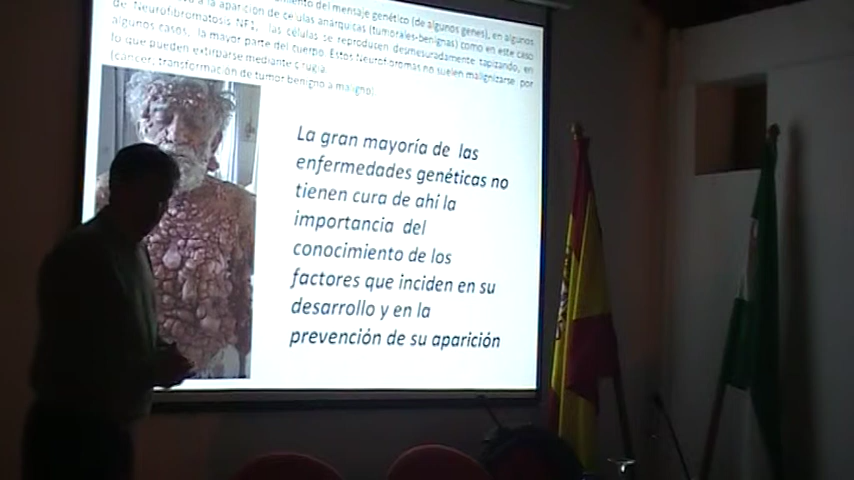 del mensaje genético (de algunos genes), en algunos
a la aparición de células anárquicas (tumorales-benignas) como en este caso
de Neurofibromatosis NF1, las células se reproducen desmesuradamente tapizando, en
algunos casos, la mayor parte del cuerpo. Estos Neurofibromas no suelen malignizarse por
lo que pueden extirparse mediante cirugía.
(cáncer, transformación de tumor benigno a maligno).
La gran mayoría de las
enfermedades genéticas no
tienen cura de ahí la
importancia del
conocimiento de los
factores que inciden en su
desarrollo y en la
prevención de su aparición